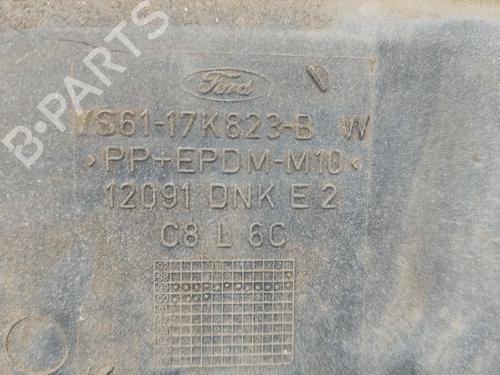 B-PARTS
Ford
YS61-17K823-B W
>PP+EPDM-M10<
12091 DNK E 2
C8 L 6C